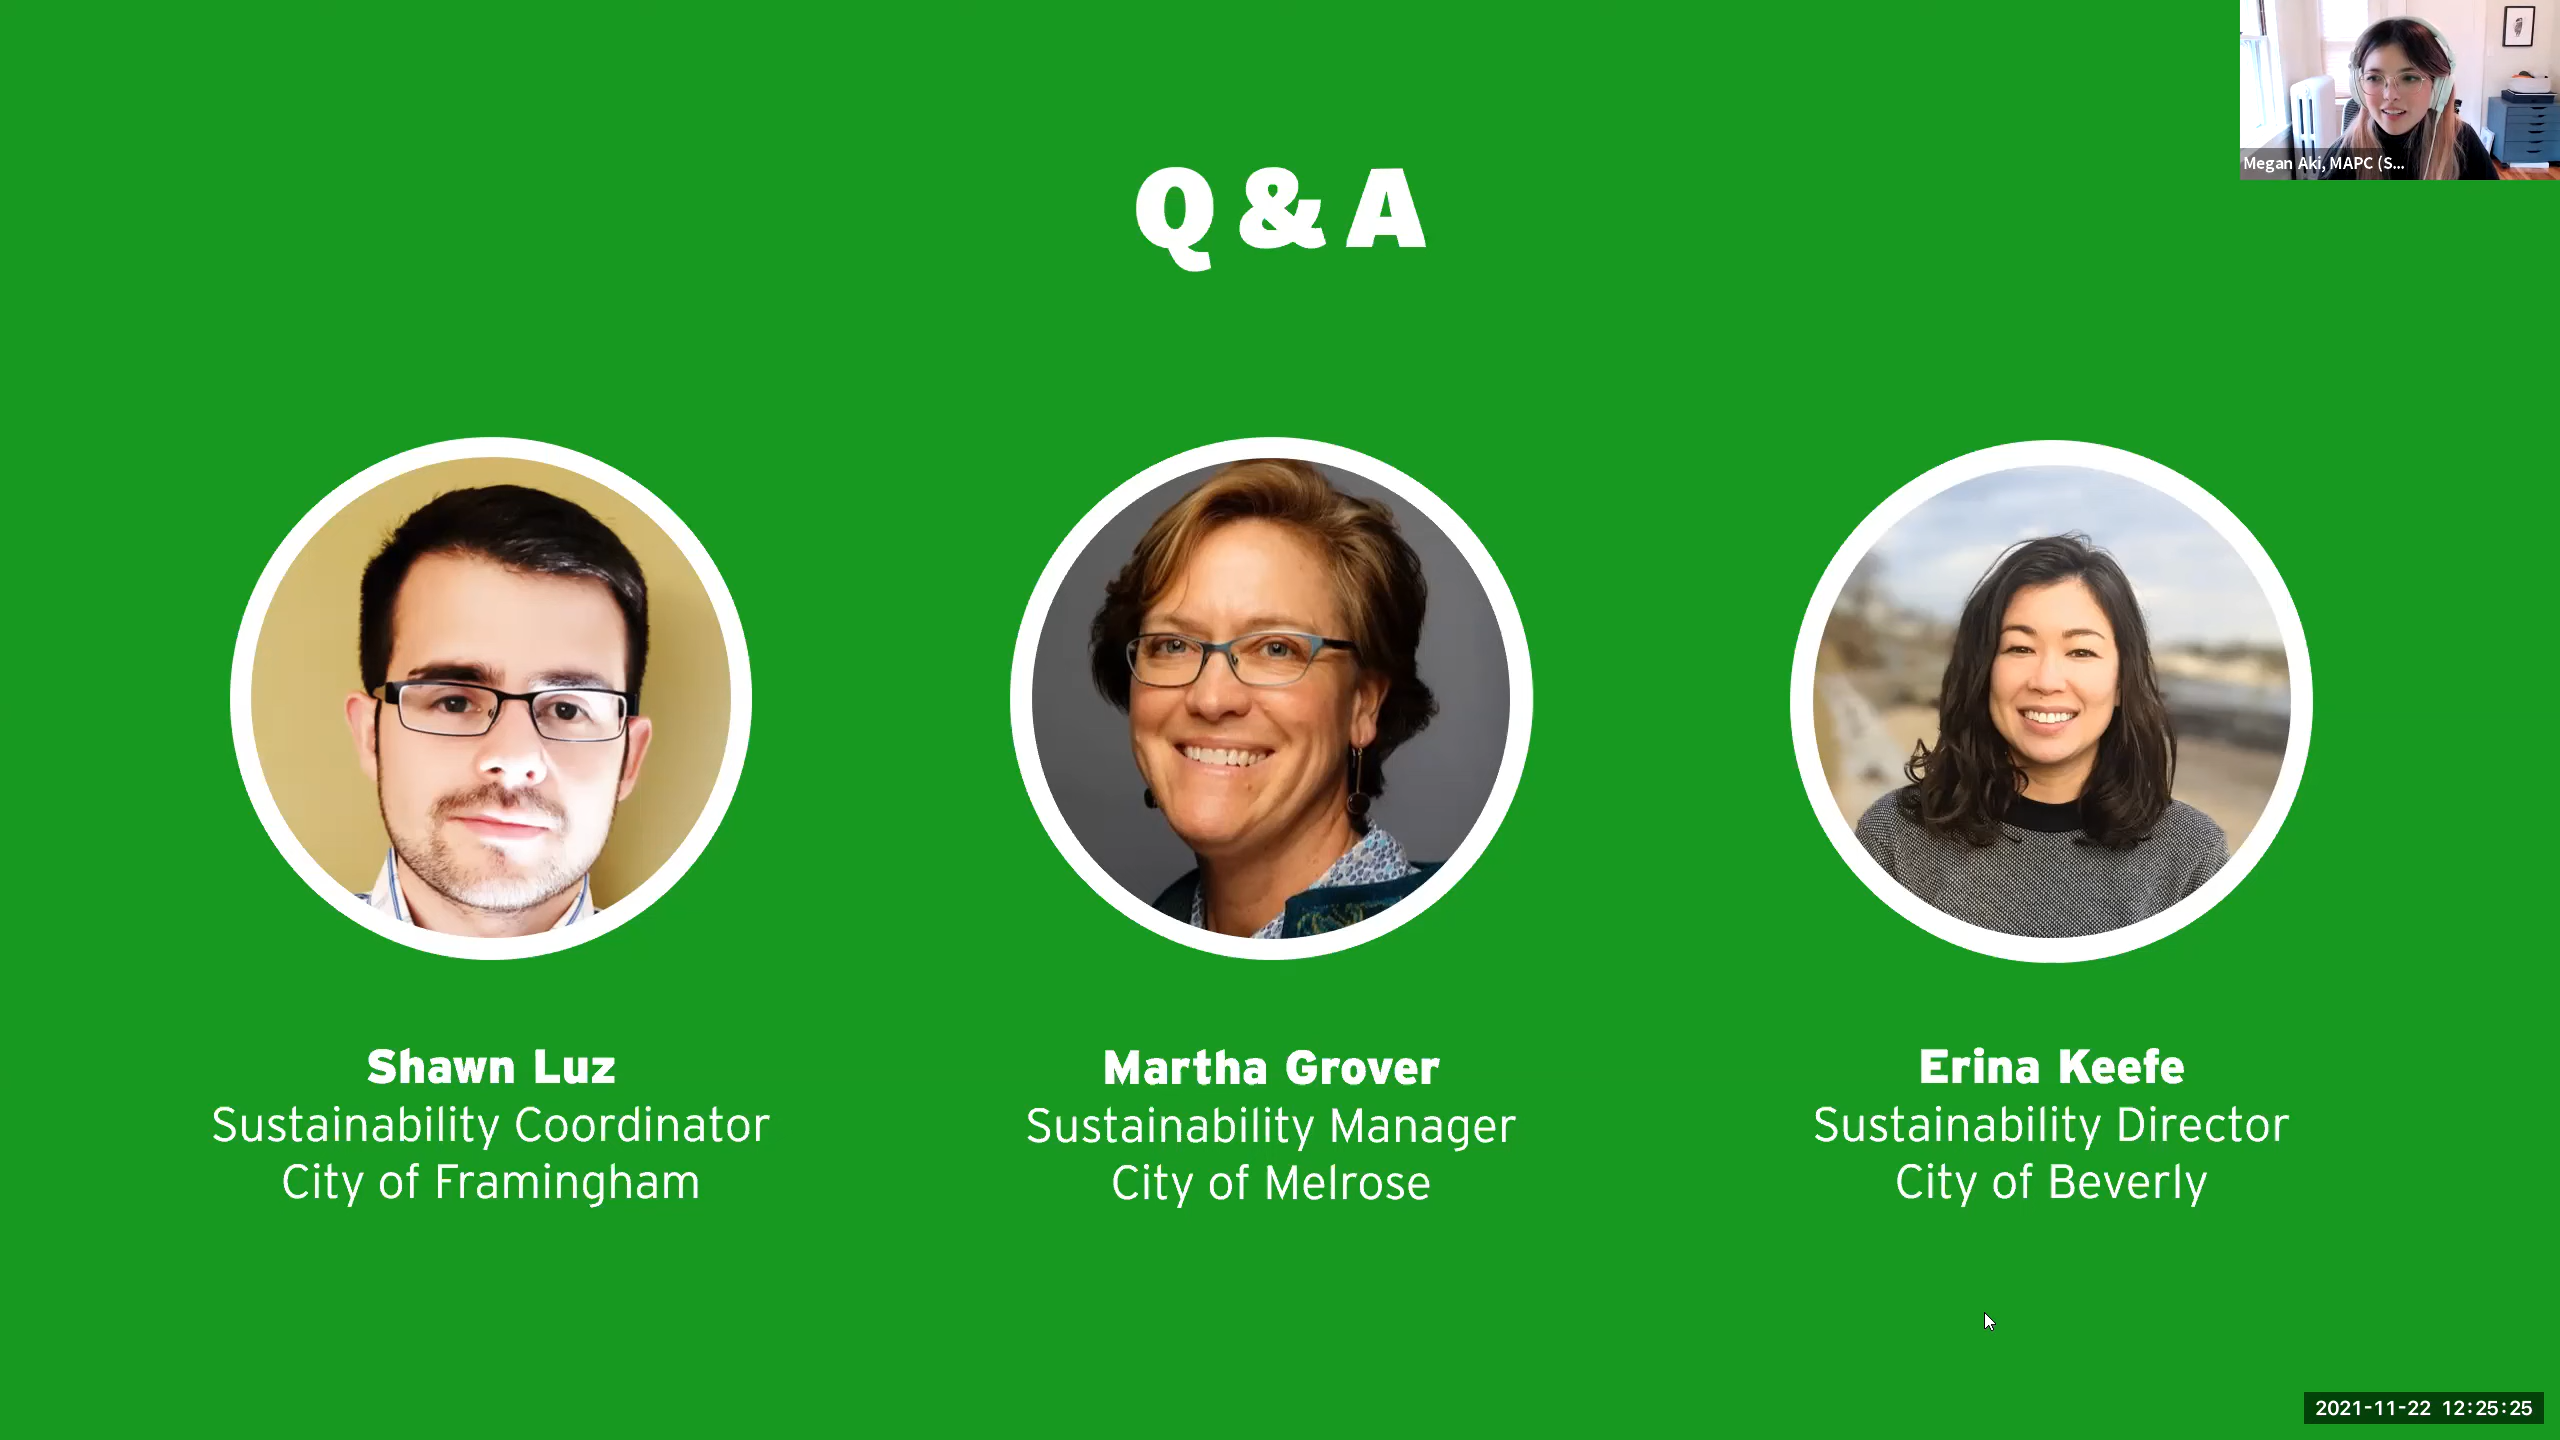 Megan Aki, MAPC (S...
Q & A
Shawn Luz
Sustainability Coordinator
City of Framingham
Martha Grover
Sustainability Manager
City of Melrose
Erina Keefe
Sustainability Director
City of Beverly
2021-11-22 12:25:25